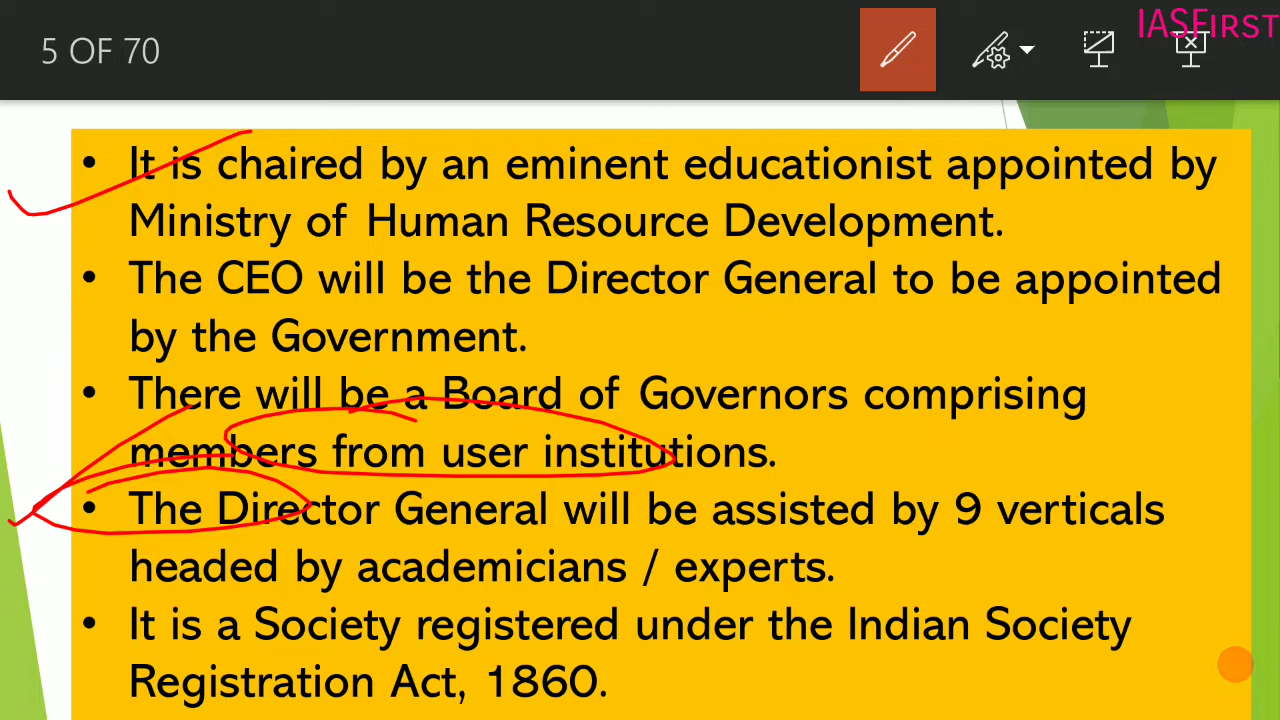 IASFIRST
5 OF 70
• It is chaired by an eminent educationist appointed by
Ministry of Human Resource Development.
• The CEO will be the Director General to be appointed
by the Government.
• There will be a Board of Governors comprising
members from user institutions.
• The Director General will be assisted by 9 verticals
headed by academicians / experts.
• It is a Society registered under the Indian Society
Registration Act, 1860.